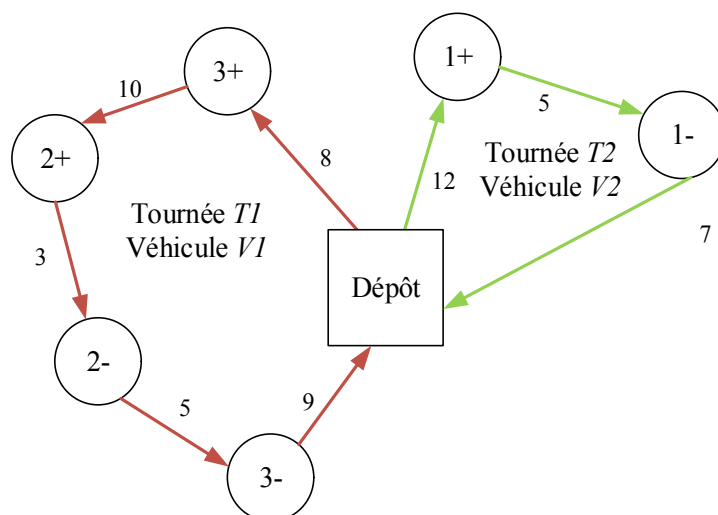 3+
10
2+
3
2-
5
3-
9
8
Tournée T1
Véhicule V1
Dépôt
12
1+
5
1-
7
Tournée T2
Véhicule V2